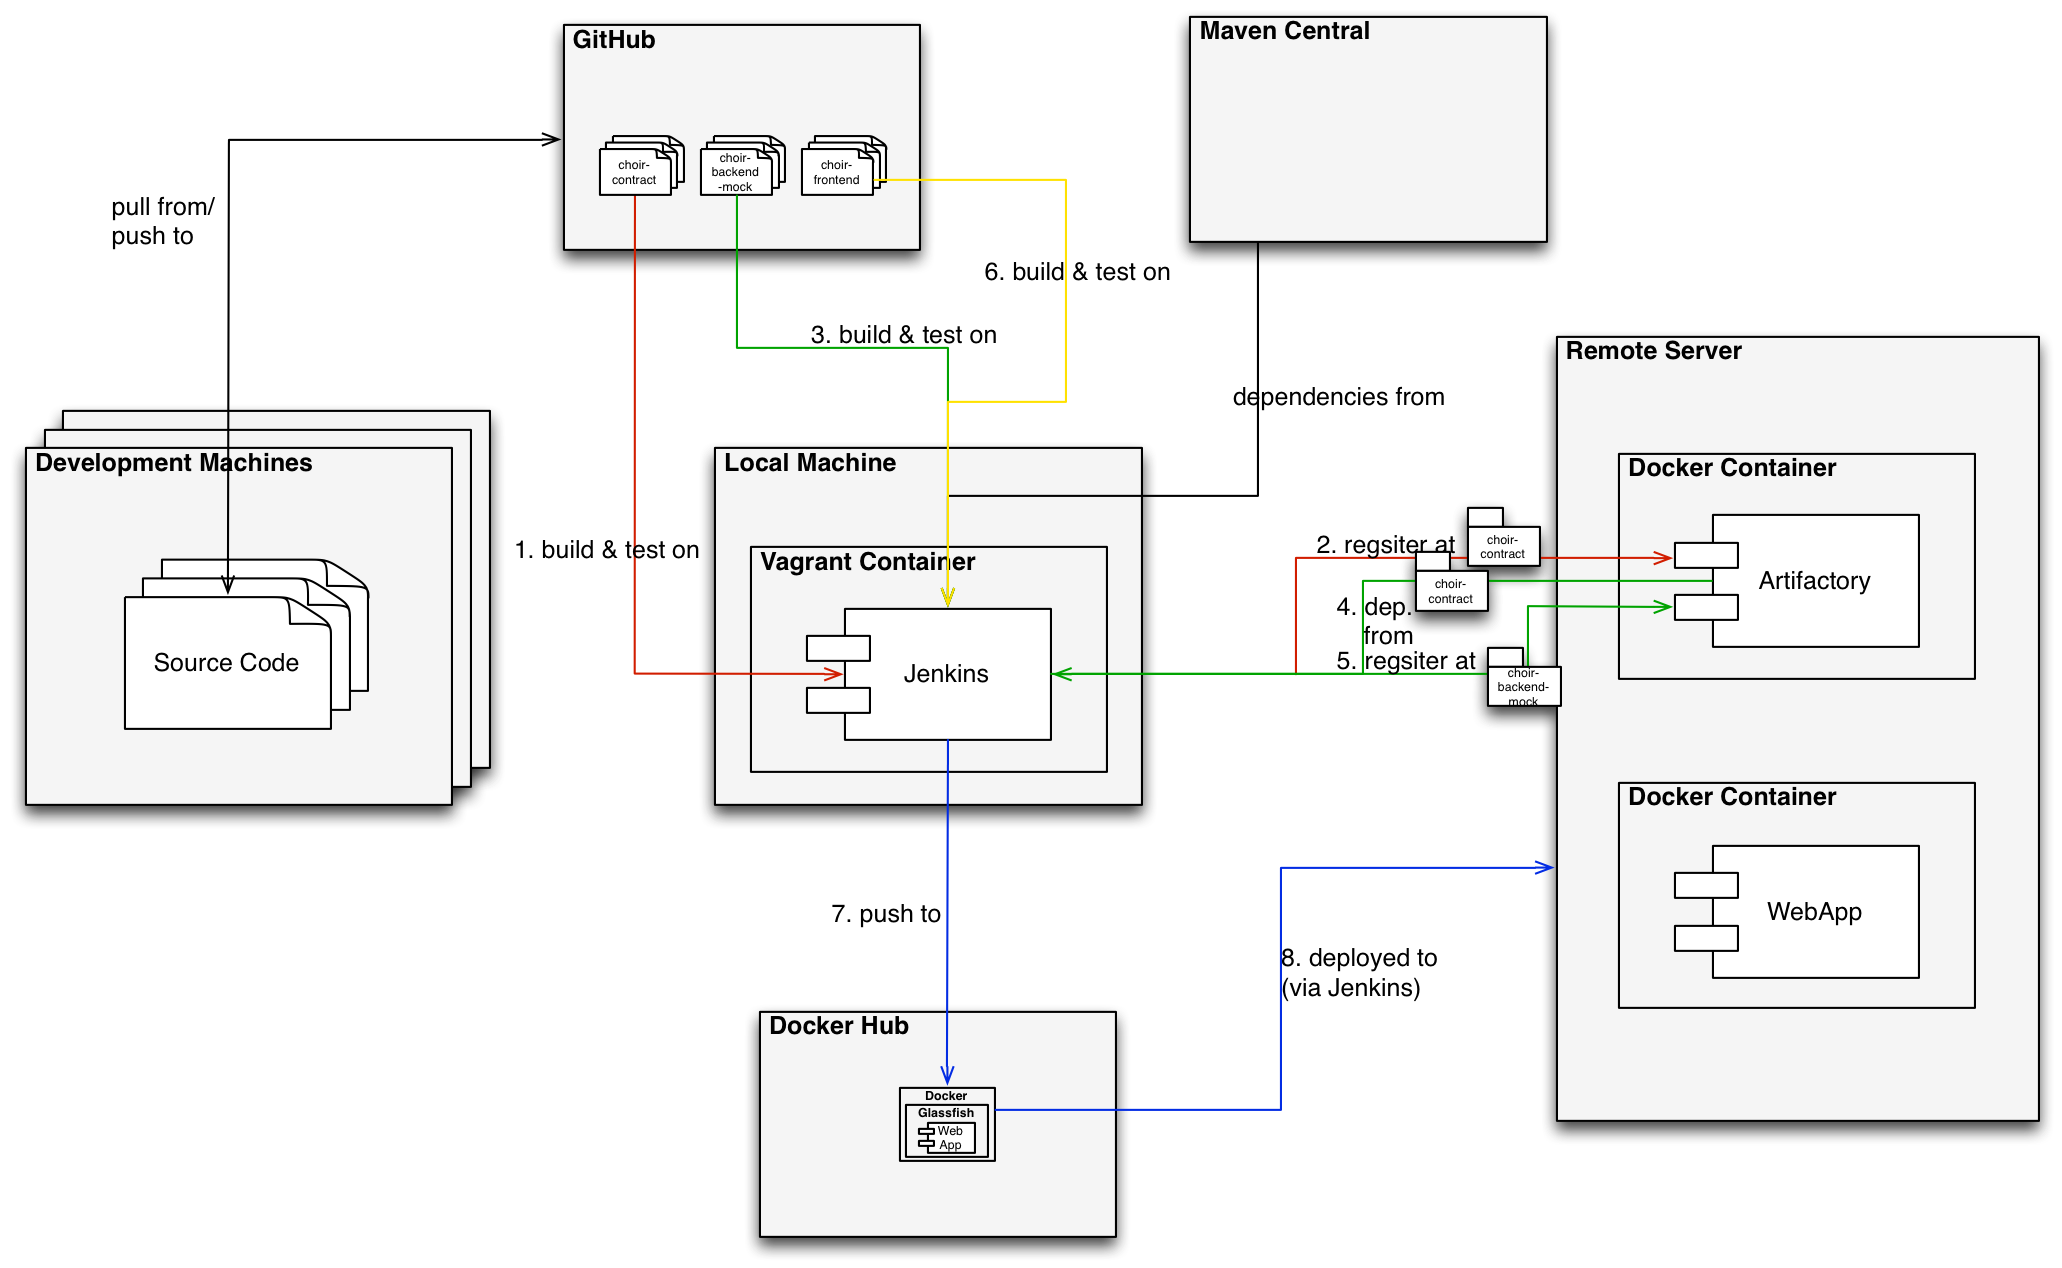 GitHub
choir-
contract
choir-
backend
-mock
choir-
frontend
Maven Central
pull from/
push to
6. build & test on
3. build & test on
dependencies from
Remote Server
Development Machines
Source Code
Local Machine
1. build & test on
Vagrant Container
Jenkins
2. regsiter at
choir-
contract
choir-
contract
4. dep.
from
5. regsiter at
choir-
backend-
mock
Docker Container
Artifactory
Docker Container
WebApp
7. push to
8. deployed to
(via Jenkins)
Docker Hub
Docker
Glassfish
Web
App